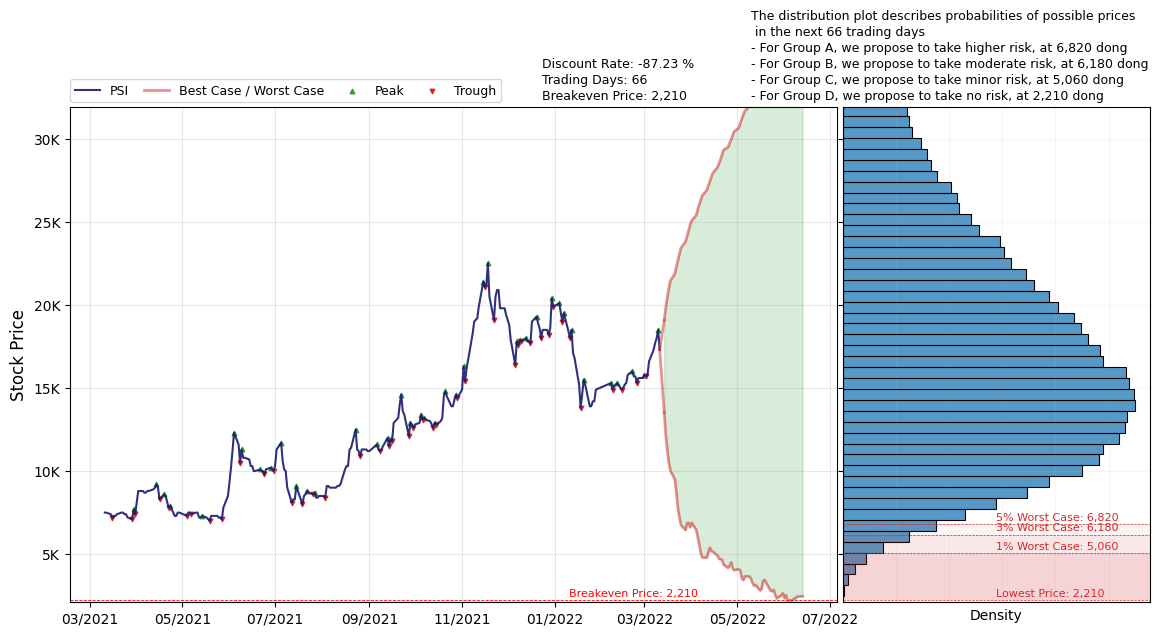 The distribution plot describes probabilities of possible prices
in the next 66 trading days
- For Group A, we propose to take higher risk, at 6,820 dong
- For Group B, we propose to take moderate risk, at 6,180 dong
- For Group C, we propose to take minor risk, at 5,060 dong
- For Group D, we propose to take no risk, at 2,210 dong
Discount Rate: -87.23 %
Trading Days: 66
Breakeven Price: 2,210
PSI Best Case / Worst Case Peak Trough
Stock Price
30K
25K
20K
15K
10K
5K
5% Worst Case: 6,820
3% Worst Case: 6,180
1% Worst Case: 5,060
Breakeven Price: 2,210
Lowest Price: 2,210
03/2021 05/2021 07/2021 09/2021 11/2021 01/2022 03/2022 05/2022 07/2022
Density